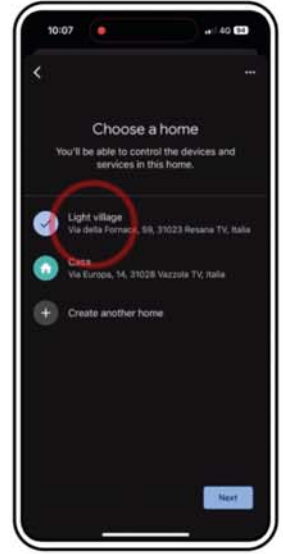 10:07
4G 52
Choose a home
You'll be able to control the devices and
services in this home.
Light village
Via della Fornace, 59, 31023 Resana TV, Italia
Casa
Via Europa, 14, 31028 Vazzola TV, Italia
Create another home
Next